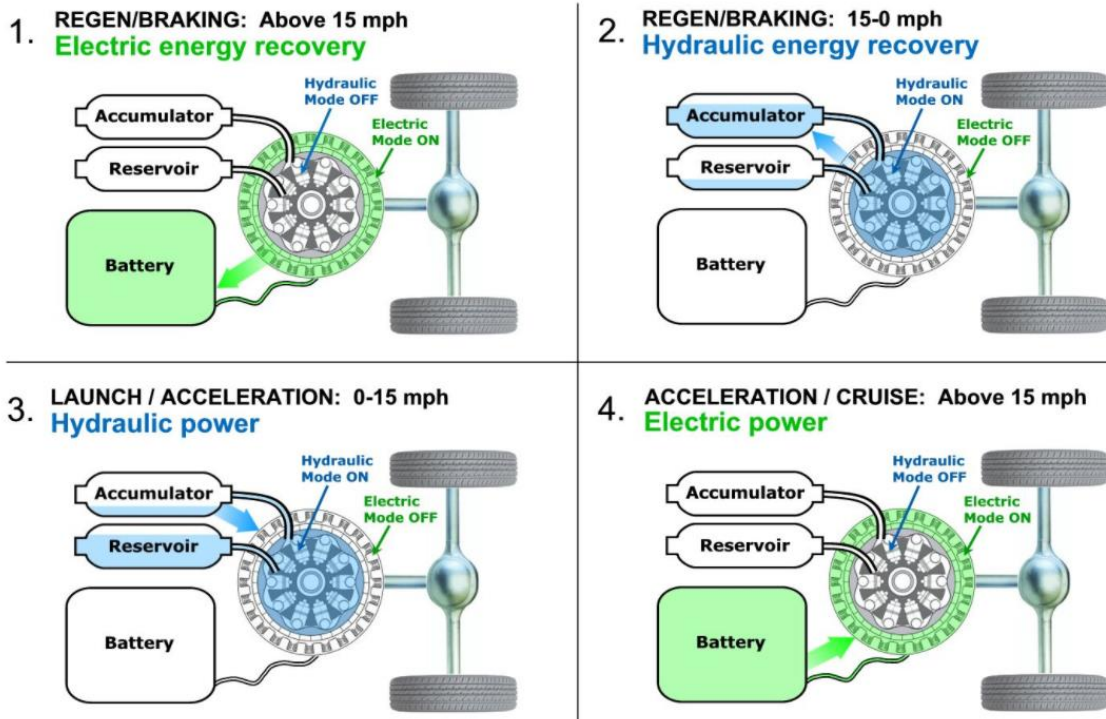 1. REGEN/BRAKING: Above 15 mph
Electric energy recovery
Hydraulic
Mode OFF
Accumulator
Electric
Mode ON
Reservoir
Battery
2. REGEN/BRAKING: 15-0 mph
Hydraulic energy recovery
Hydraulic
Mode ON
Accumulator
Electric
Mode OFF
Reservoir
Battery
3. LAUNCH / ACCELERATION: 0-15 mph
Hydraulic power
Hydraulic
Mode ON
Accumulator
Electric
Mode OFF
Reservoir
Battery
4. ACCELERATION / CRUISE: Above 15 mph
Electric power
Hydraulic
Mode OFF
Accumulator
Electric
Mode ON
Reservoir
Battery